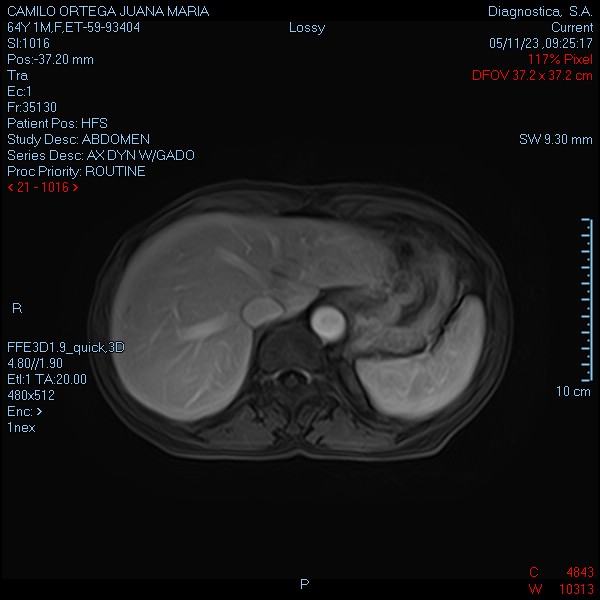 CAMILO ORTEGA JUANA MARIA
64Y 1M,F,ET-59-93404
SI:1016
Pos:-37.20 mm
Tra
Ec:1
Fr:35130
Patient Pos: HFS
Study Desc: ABDOMEN
Series Desc: AX DYN W/GADO
Proc Priority: ROUTINE
< 21 - 1016 >
Lossy
Diagnostica, S.A.
Current
05/11/23 ,09:25:17
117% Pixel
DFOV 37.2 x 37.2 cm
SW 9.30 mm
R
FFE3D1.9_quick,3D
4.80//1.90
Etl:1 TA:20.00
480x512
Enc: >
1nex
10 cm
P
C 4843
W 10313